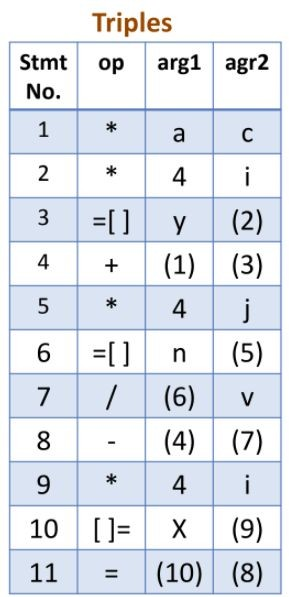 Triples
Stmt No. op arg1 agr2
1 * a c
2 * 4 i
3 =[ ] y (2)
4 + (1) (3)
5 * 4 j
6 =[ ] n (5)
7 / (6) v
8 - (4) (7)
9 * 4 i
10 [ ]= X (9)
11 = (10) (8)